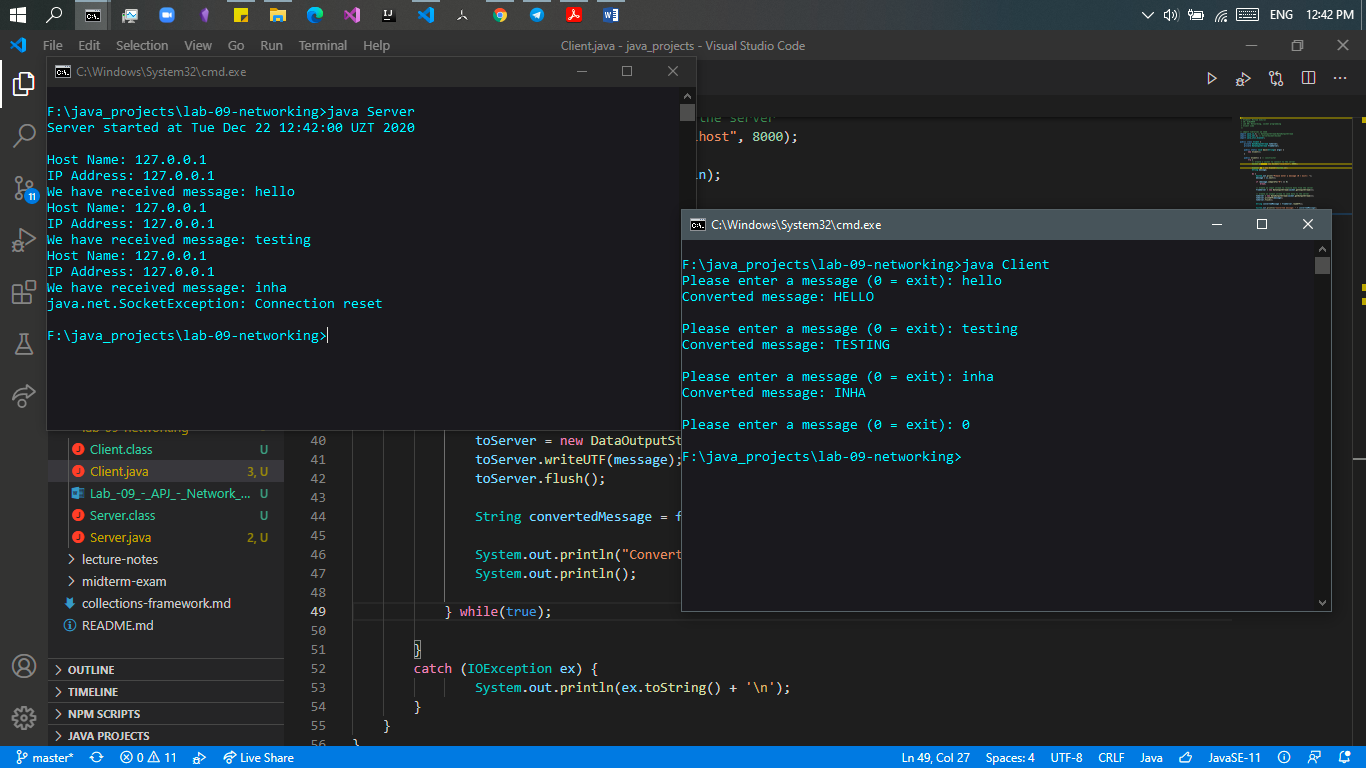 ENG 12:42 PM
File Edit Selection View Go Run Terminal Help
Client.java - java_projects - Visual Studio Code
C:\Windows\System32\cmd.exe
F:\java_projects\lab-09-networking>java Server
Server started at Tue Dec 22 12:42:00 UZT 2020
Host Name: 127.0.0.1
IP Address: 127.0.0.1
We have received message: hello
Host Name: 127.0.0.1
IP Address: 127.0.0.1
We have received message: testing
Host Name: 127.0.0.1
IP Address: 127.0.0.1
We have received message: inha
java.net.SocketException: Connection reset
F:\java_projects\lab-09-networking>
the server
lhost", 8000);
in);
C:\Windows\System32\cmd.exe
F:\java_projects\lab-09-networking>java Client
Please enter a message (0 = exit): hello
Converted message: HELLO
Please enter a message (0 = exit): testing
Converted message: TESTING
Please enter a message (0 = exit): inha
Converted message: INHA
Please enter a message (0 = exit): 0
F:\java_projects\lab-09-networking>
11
lab-09-networking
Client.class U
Client.java 3, U
Lab_-09_-_APJ_-_Network_... U
Server.class U
Server.java 2, U
lecture-notes
midterm-exam
collections-framework.md
README.md
OUTLINE
TIMELINE
NPM SCRIPTS
JAVA PROJECTS
40 toServer = new DataOutputSt
41 toServer.writeUTF(message);
42 toServer.flush();
43
44 String convertedMessage = f
45
46 System.out.println("Convert
47 System.out.println();
48
49 } while(true);
50
51 }
52 catch (IOException ex) {
53 System.out.println(ex.toString() + '\n');
54 }
55 }
56 }
master* 0 11 Live Share
Ln 49, Col 27 Spaces: 4 UTF-8 CRLF Java JavaSE-11